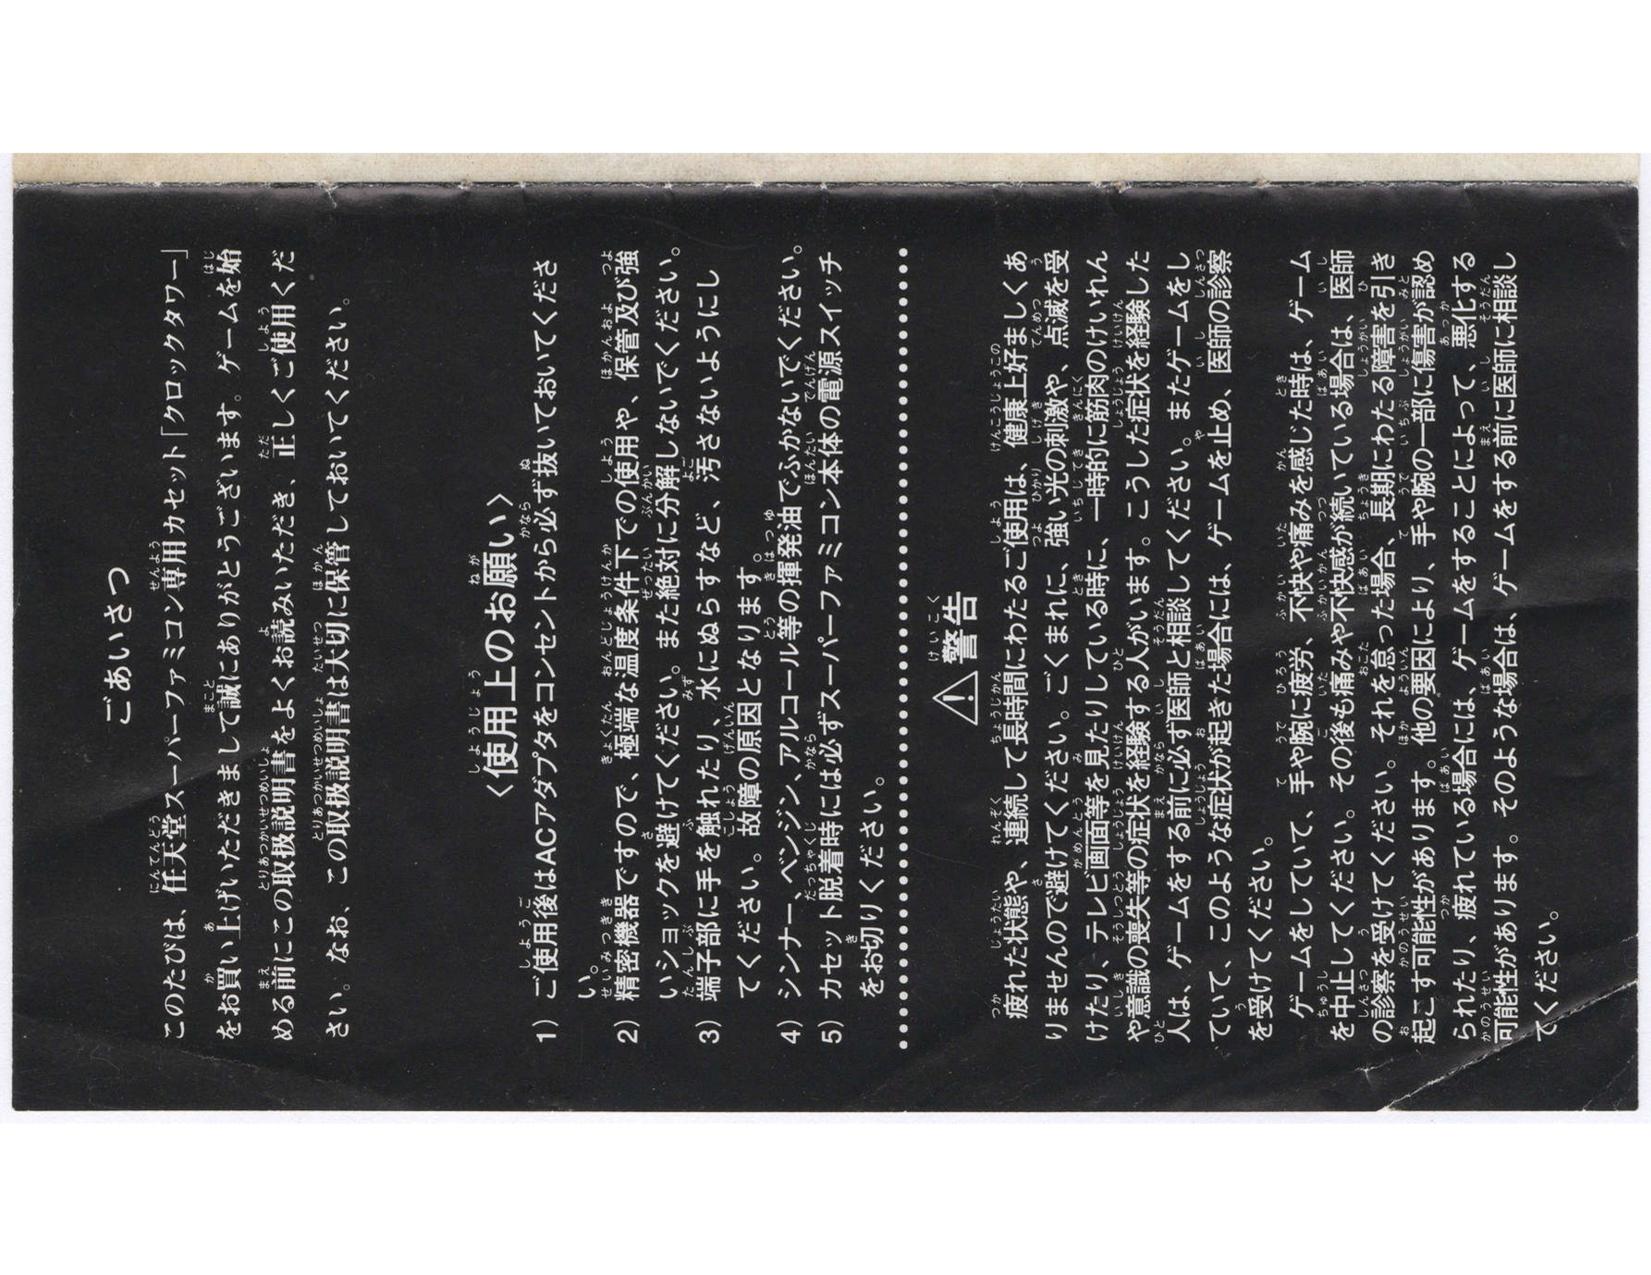 ごあいさつ
このたびは、任天堂スーパーファミコン専用カセット「クロックタワー」
をお買い上げいただきまして誠にありがとうございます。ゲームを始
める前にこの取扱説明書をよくお読みいただき、正しくご使用くだ
さい。なお、この取扱説明書は大切に保管しておいてください。
〈使用上のお願い〉
1) ご使用後はACアダプタをコンセントから必ず抜いておいてくださ
い。
2) 精密機器ですので、極端な温度条件下での使用や、保管及び強
いショックを避けてください。また絶対に分解しないでください。
3) 端子部に手を触れたり、水にぬらすなど、汚さないようにし
てください。故障の原因となります。
4) シンナー、ベンジン、アルコール等の揮発油でふかないでください。
5) カセット脱着時には必ずスーパーファミコン本体の電源スイッチ
をお切りください。
警告
疲れた状態や、連続して長時間にわたるご使用は、健康上好ましくあ
りませんので避けてください。ごくまれに、強い光の刺激や、点滅を受
けたり、テレビ画面等を見たりしている時に、一時的に筋肉のけいれん
や意識の喪失等の症状を経験する人がいます。こうした症状を経験した
人は、ゲームをする前に必ず医師と相談してください。またゲームをし
ていて、このような症状が起きた場合には、ゲームを止め、医師の診察
を受けてください。
ゲームをしていて、手や腕に疲労、不快や痛みを感じた時は、ゲーム
を中止してください。その後も痛みや不快感が続いている場合は、医師
の診察を受けてください。それを怠った場合、長期にわたる障害を引き
起こす可能性があります。他の要因により、手や腕の一部に傷害が認め
られたり、疲れている場合には、ゲームをすることによって、悪化する
可能性があります。そのような場合は、ゲームをする前に医師に相談し
てください。